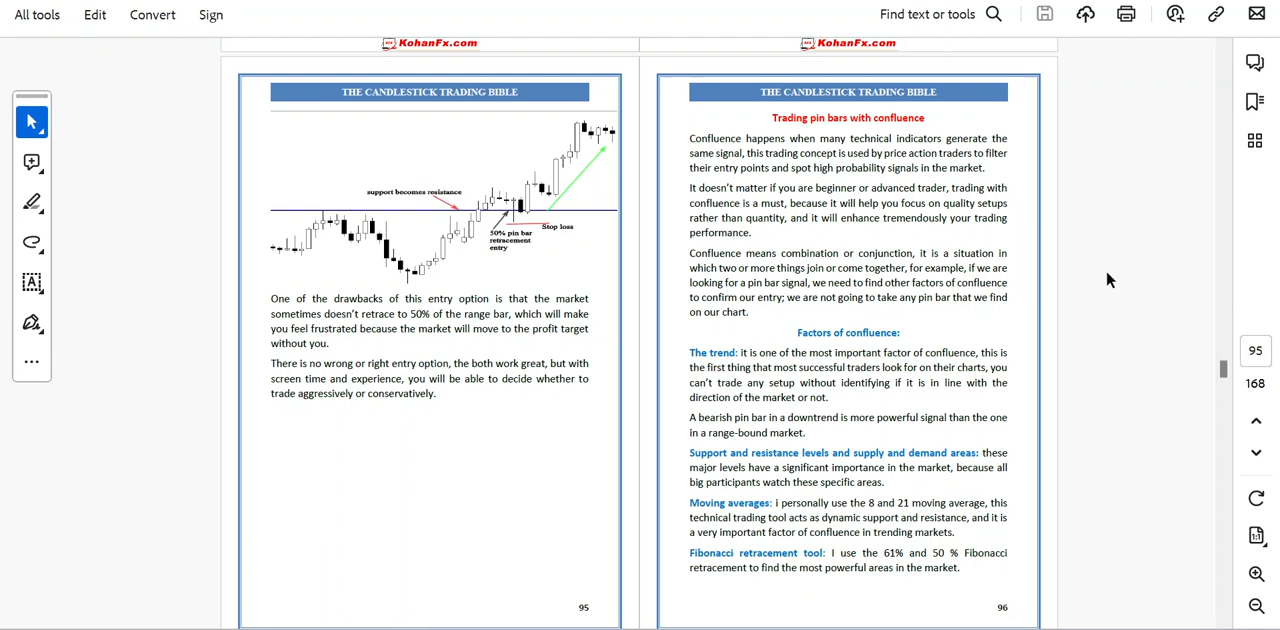 All tools Edit Convert Sign Find text or tools
KohanFx.com
KohanFx.com
THE CANDLESTICK TRADING BIBLE
support becomes resistance
50% pin bar
retracement
entry
Stop loss
One of the drawbacks of this entry option is that the market
sometimes doesn't retrace to 50% of the range bar, which will make
you feel frustrated because the market will move to the profit target
without you.
There is no wrong or right entry option, the both work great, but with
screen time and experience, you will be able to decide whether to
trade aggressively or conservatively.
95
THE CANDLESTICK TRADING BIBLE
Trading pin bars with confluence
Confluence happens when many technical indicators generate the
same signal, this trading concept is used by price action traders to filter
their entry points and spot high probability signals in the market.
It doesn't matter if you are beginner or advanced trader, trading with
confluence is a must, because it will help you focus on quality setups
rather than quantity, and it will enhance tremendously your trading
performance.
Confluence means combination or conjunction, it is a situation in
which two or more things join or come together, for example, if we are
looking for a pin bar signal, we need to find other factors of confluence
to confirm our entry; we are not going to take any pin bar that we find
on our chart.
Factors of confluence:
The trend: it is one of the most important factor of confluence, this is
the first thing that most successful traders look for on their charts, you
can't trade any setup without identifying if it is in line with the
direction of the market or not.
A bearish pin bar in a downtrend is more powerful signal than the one
in a range-bound market.
Support and resistance levels and supply and demand areas: these
major levels have a significant importance in the market, because all
big participants watch these specific areas.
Moving averages: i personally use the 8 and 21 moving average, this
technical trading tool acts as dynamic support and resistance, and it is
a very important factor of confluence in trending markets.
Fibonacci retracement tool: I use the 61% and 50 % Fibonacci
retracement to find the most powerful areas in the market.
96
95
168